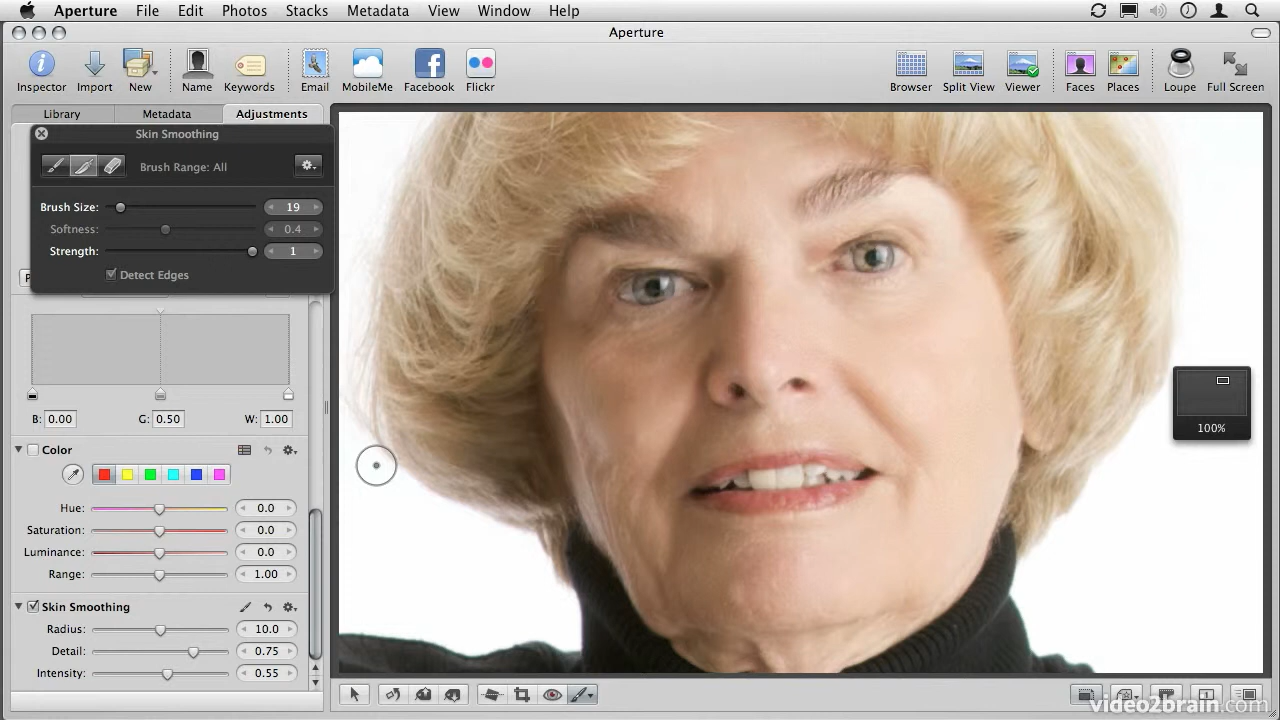 Aperture File Edit Photos Stacks Metadata View Window Help
Aperture
Inspector Import New Name Keywords Email MobileMe Facebook Flickr Browser Split View Viewer Faces Places Loupe Full Screen
Library Metadata Adjustments
Skin Smoothing
Brush Range: All
Brush Size: 19
Softness: 0.4
Strength: 1
Detect Edges
B: 0.00 G: 0.50 W: 1.00
100%
Color
Hue: 0.0
Saturation: 0.0
Luminance: 0.0
Range: 1.00
Skin Smoothing
Radius: 10.0
Detail: 0.75
Intensity: 0.55
video2brain.com